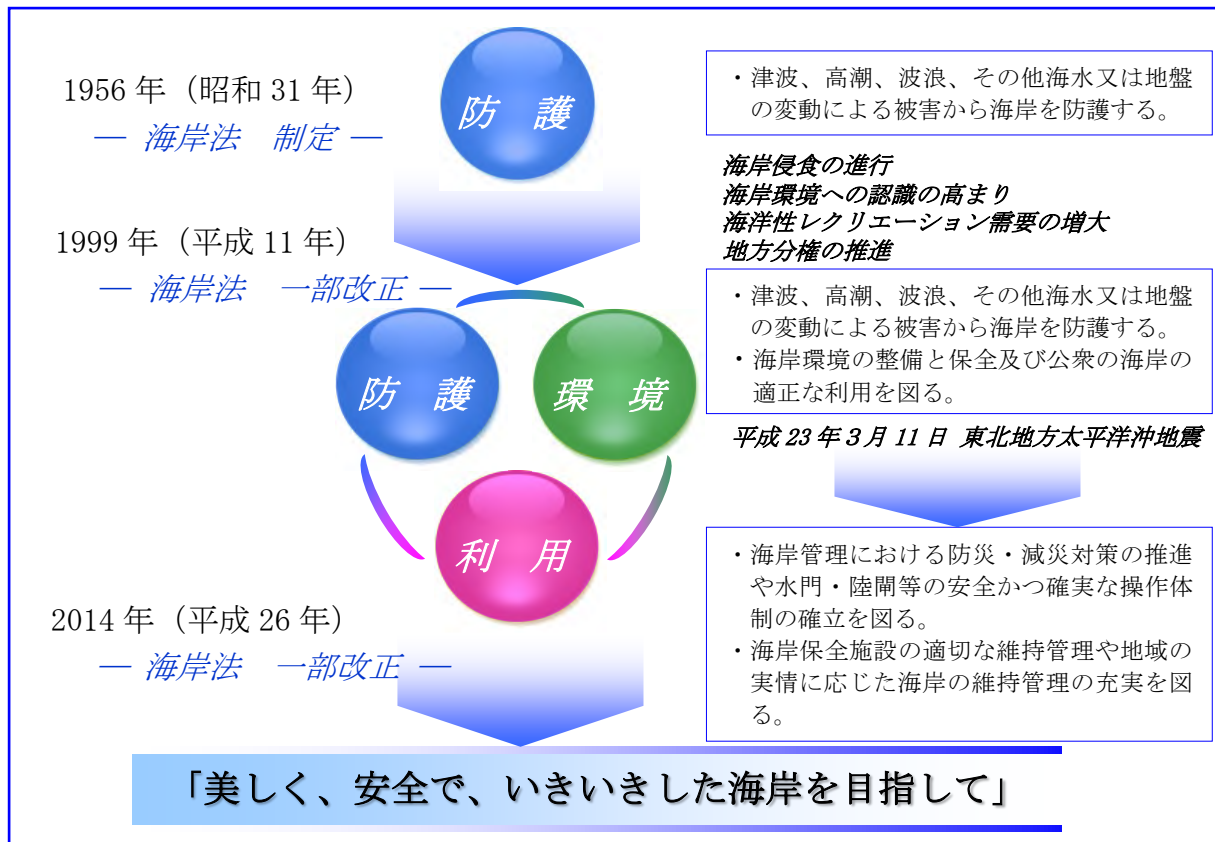 1956 年（昭和 31 年）
― 海岸法　制定 ―
防　護
・津波、高潮、波浪、その他海水又は地盤
の変動による被害から海岸を防護する。
海岸侵食の進行
海岸環境への認識の高まり
海洋性レクリエーション需要の増大
地方分権の推進
1999 年（平成 11 年）
― 海岸法　一部改正 ―
防　護
環　境
利　用
・津波、高潮、波浪、その他海水又は地盤
の変動による被害から海岸を防護する。
・海岸環境の整備と保全及び公衆の海岸の
適正な利用を図る。
平成 23 年３月 11 日 東北地方太平洋沖地震
・海岸管理における防災・減災対策の推進
や水門・陸閘等の安全かつ確実な操作体
制の確立を図る。
・海岸保全施設の適切な維持管理や地域の
実情に応じた海岸の維持管理の充実を図
る。
2014 年（平成 26 年）
― 海岸法　一部改正 ―
「美しく、安全で、いきいきした海岸を目指して」